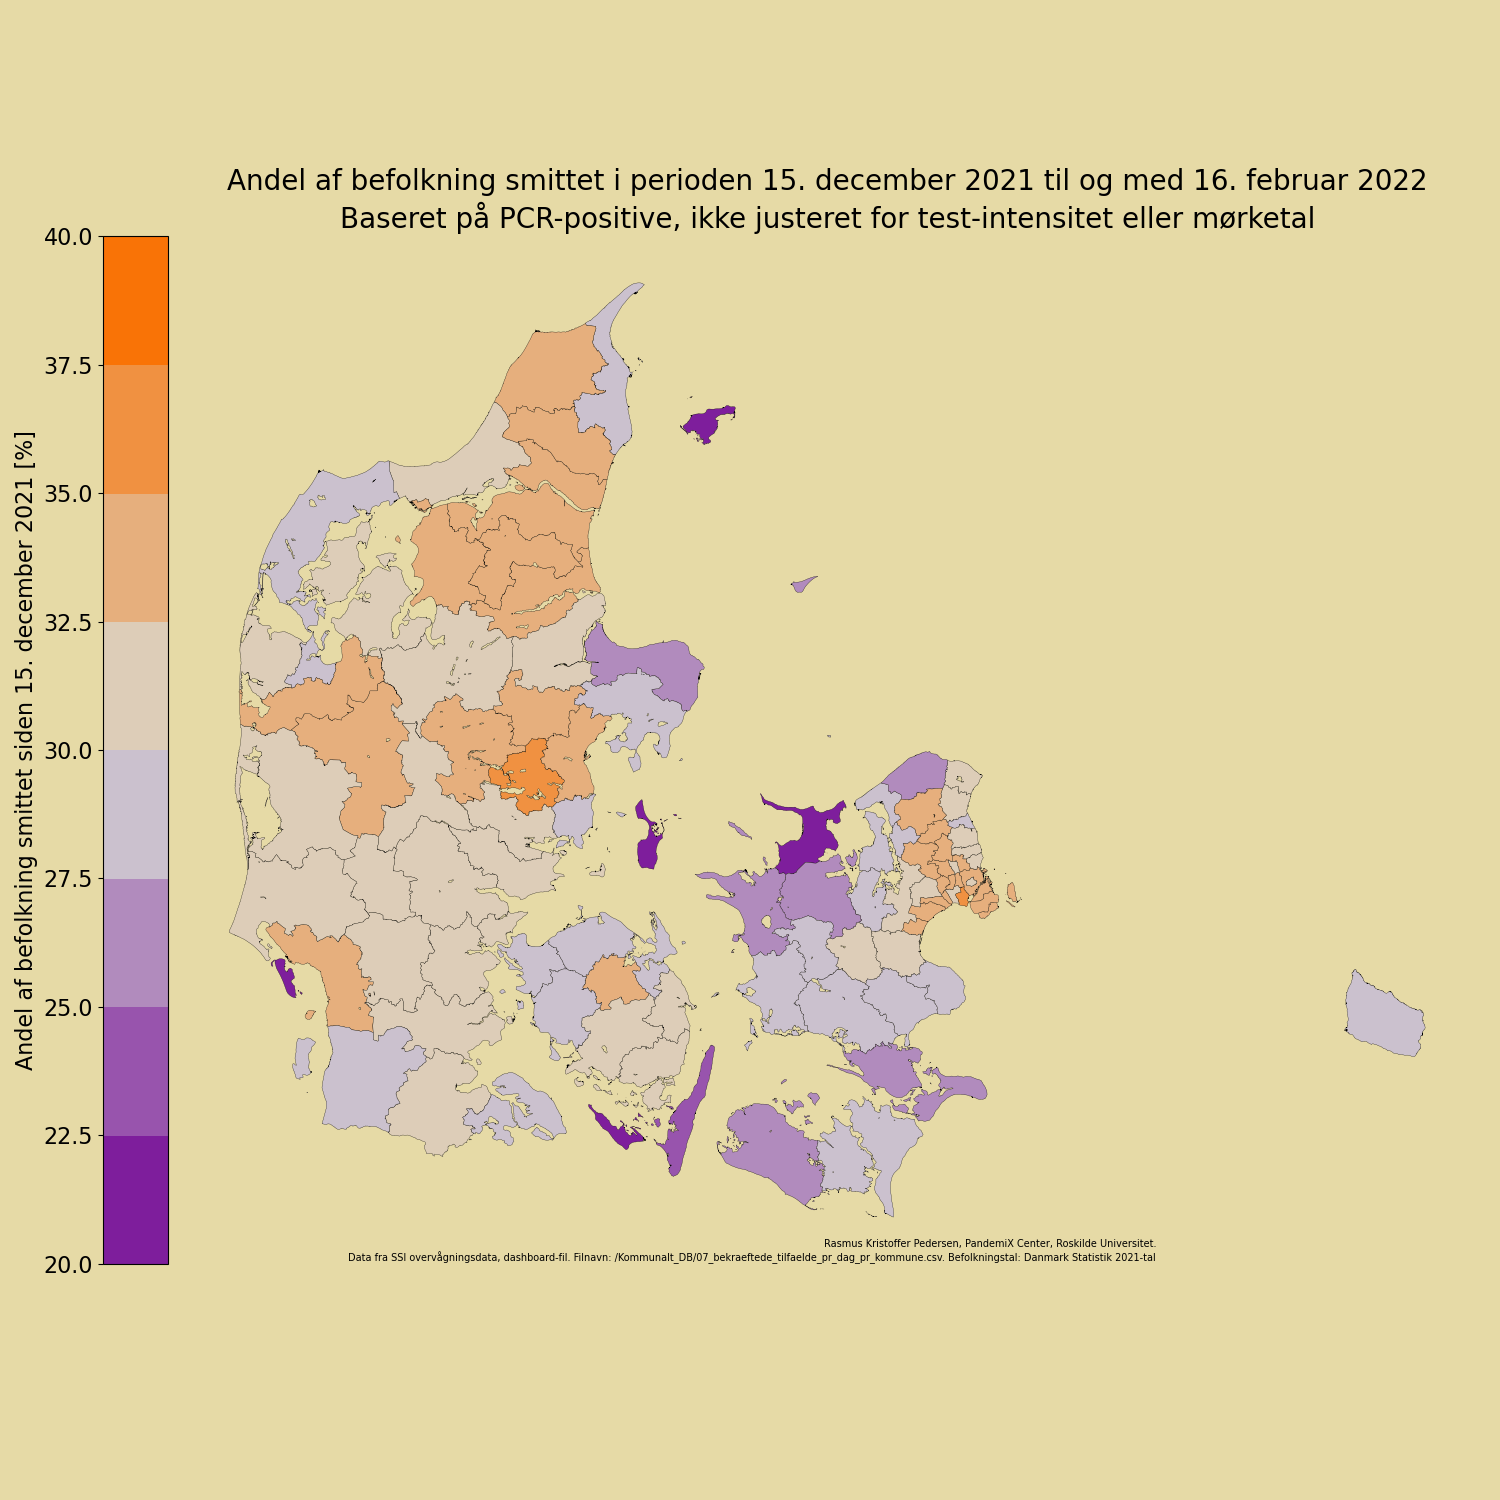 Andel af befolkning smittet i perioden 15. december 2021 til og med 16. februar 2022
Baseret på PCR-positive, ikke justeret for test-intensitet eller mørketal
40.0
37.5
35.0
32.5
30.0
27.5
25.0
22.5
20.0
Andel af befolkning smittet siden 15. december 2021 [%]
Rasmus Kristoffer Pedersen, PandemiX Center, Roskilde Universitet.
Data fra SSI overvågningsdata, dashboard-fil. Filnavn: /Kommunalt_DB/07_bekraeftede_tilfaelde_pr_dag_pr_kommune.csv. Befolkningstal: Danmark Statistik 2021-tal